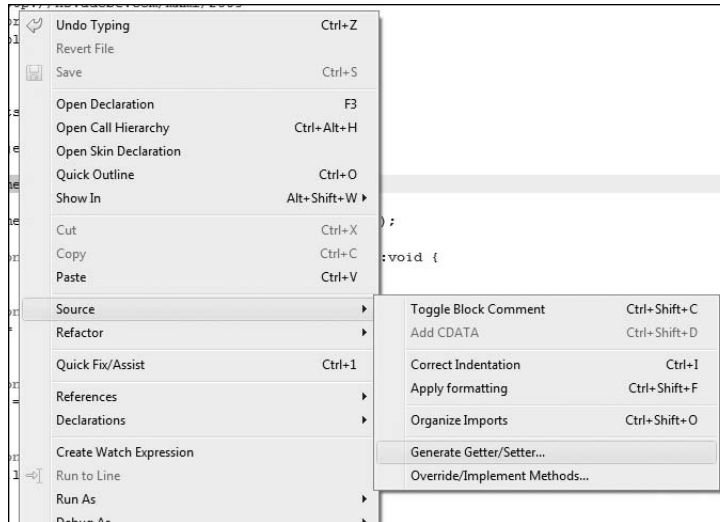 Undo Typing Ctrl+Z
Revert File
Save Ctrl+S
Open Declaration F3
Open Call Hierarchy Ctrl+Alt+H
Open Skin Declaration
Quick Outline Ctrl+O
Show In Alt+Shift+W
);
Cut Ctrl+X
Copy Ctrl+C
:void {
Paste Ctrl+V
Source
Refactor
Quick Fix/Assist Ctrl+1
References
Declarations
Create Watch Expression
Run to Line
Run As
Debug As
Toggle Block Comment Ctrl+Shift+C
Add CDATA Ctrl+Shift+D
Correct Indentation Ctrl+I
Apply formatting Ctrl+Shift+F
Organize Imports Ctrl+Shift+O
Generate Getter/Setter...
Override/Implement Methods...